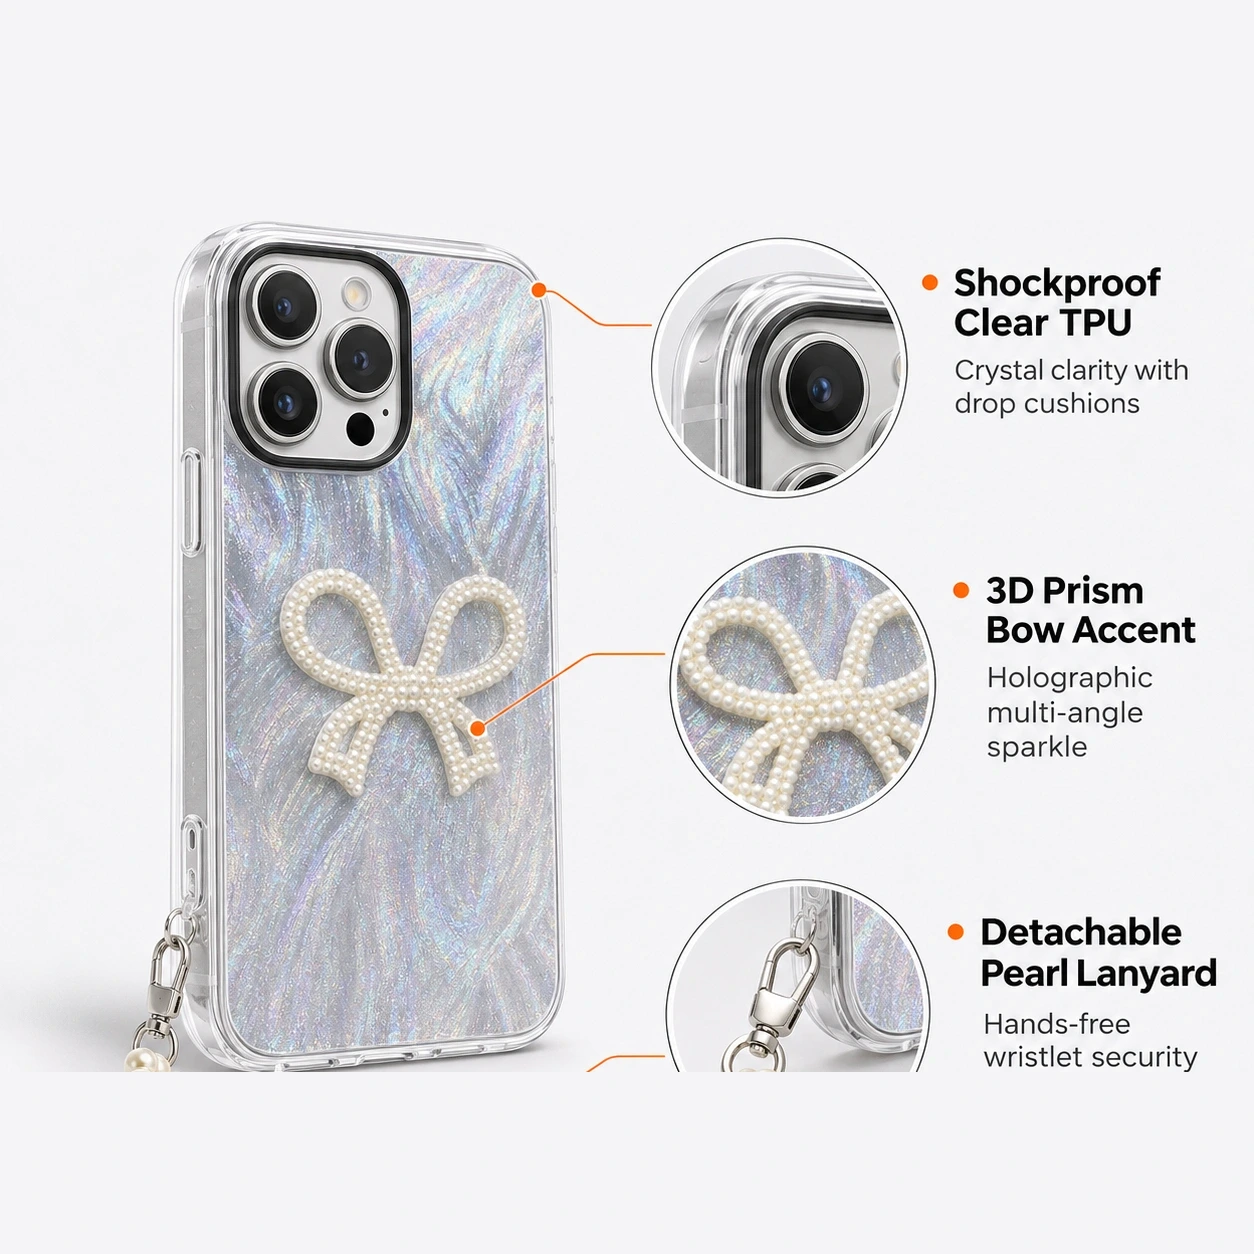 Shockproof
Clear TPU
Crystal clarity with
drop cushions
3D Prism
Bow Accent
Holographic
multi-angle
sparkle
Detachable
Pearl Lanyard
Hands-free
wristlet security